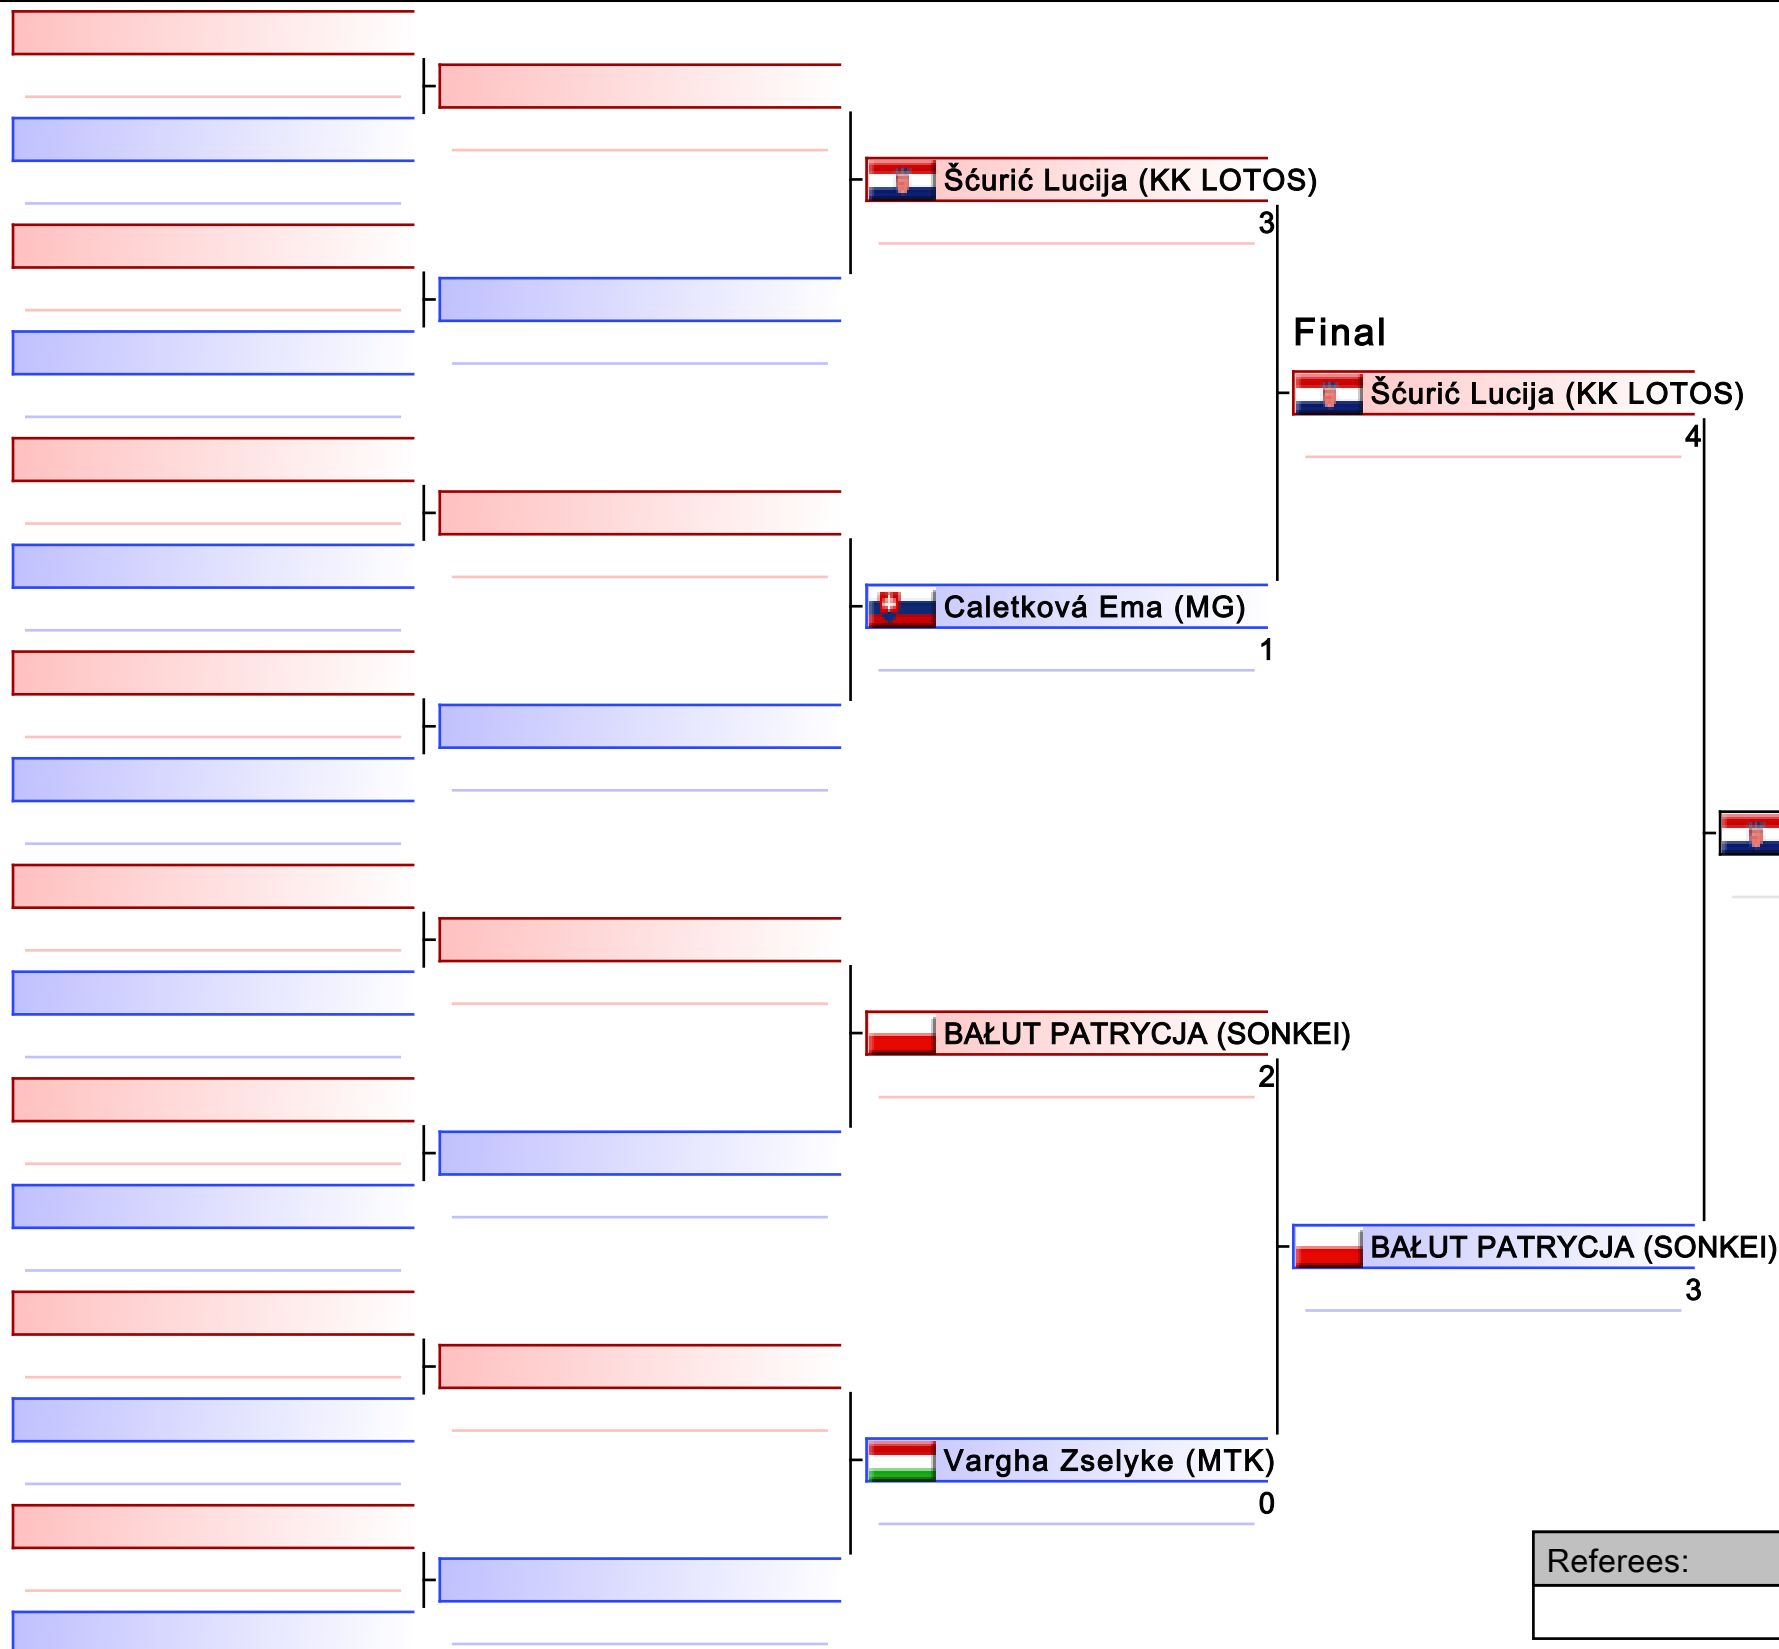 Šćurić Lucija (KK LOTOS)
3
Final
Šćurić Lucija (KK LOTOS)
4
Caletková Ema (MG)
1
BAŁUT PATRYCJA (SONKEI)
2
BAŁUT PATRYCJA (SONKEI)
3
Vargha Zselyke (MTK)
0
Referees: